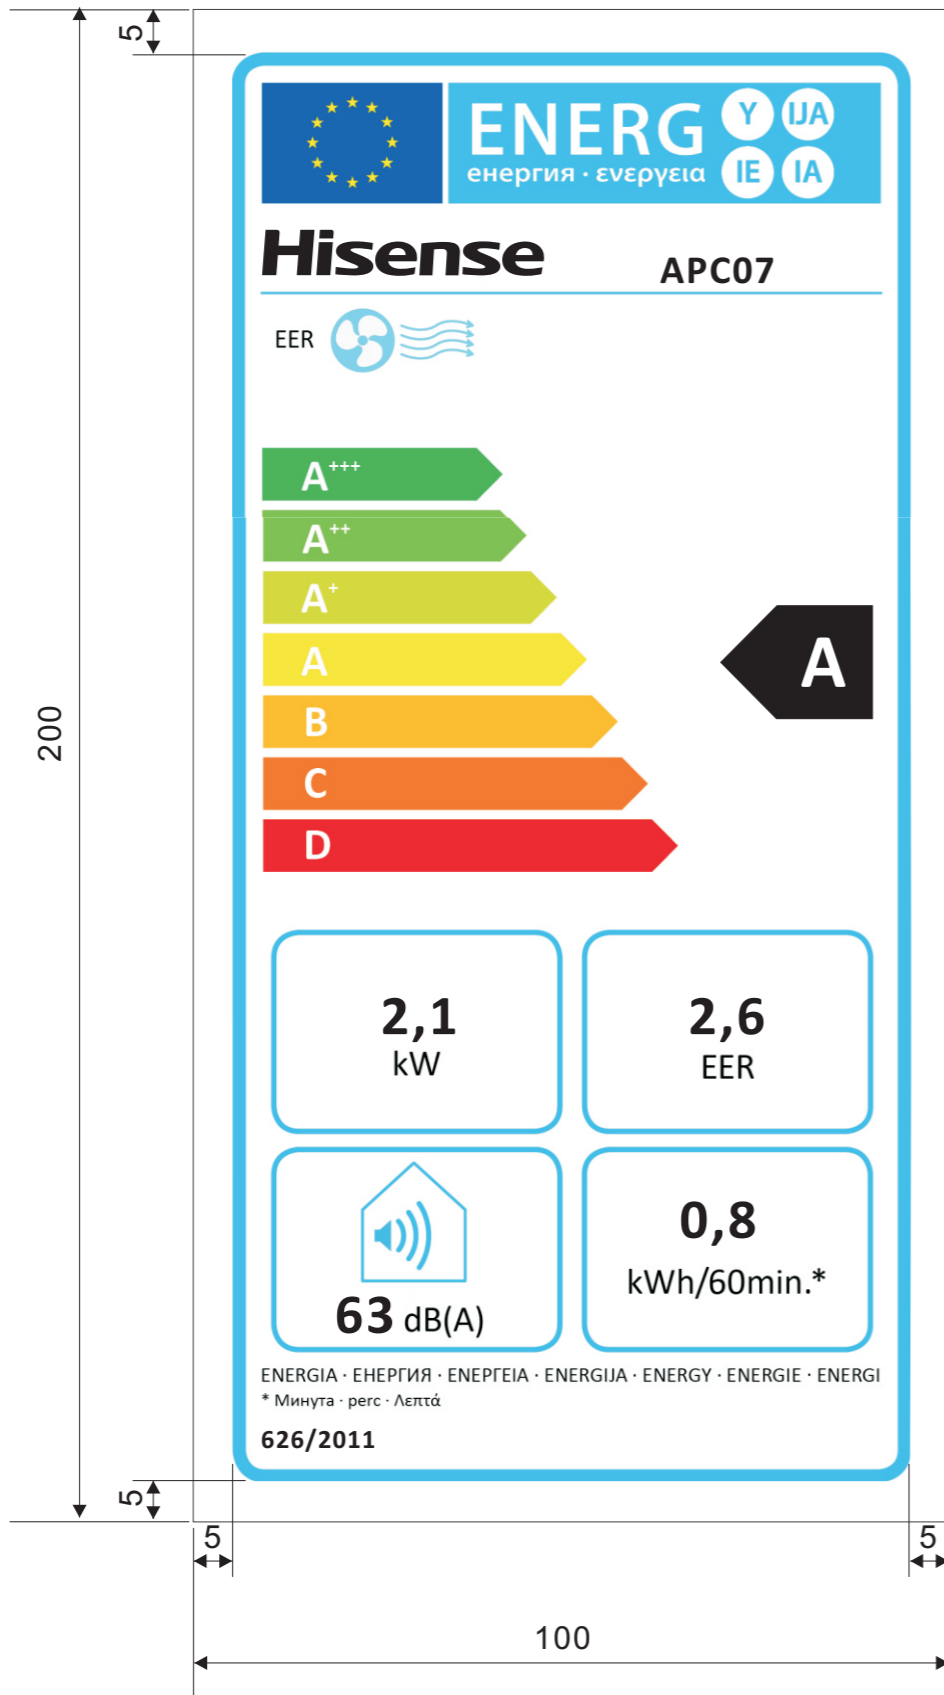 5
ENERG Y IJA
енергия · ενεργεια IE IA
Hisense APC07
EER
A+++
A++
A+
A
A
B
C
D
200
2,1
kW
2,6
EER
63 dB(A)
0,8
kWh/60min.*
ENERGIA · ЕНЕРГИЯ · ΕΝΕΡΓΕΙΑ · ENERGIJA · ENERGY · ENERGIE · ENERGI
* Минута · perc · Λεπτά
626/2011
5
5
5
100